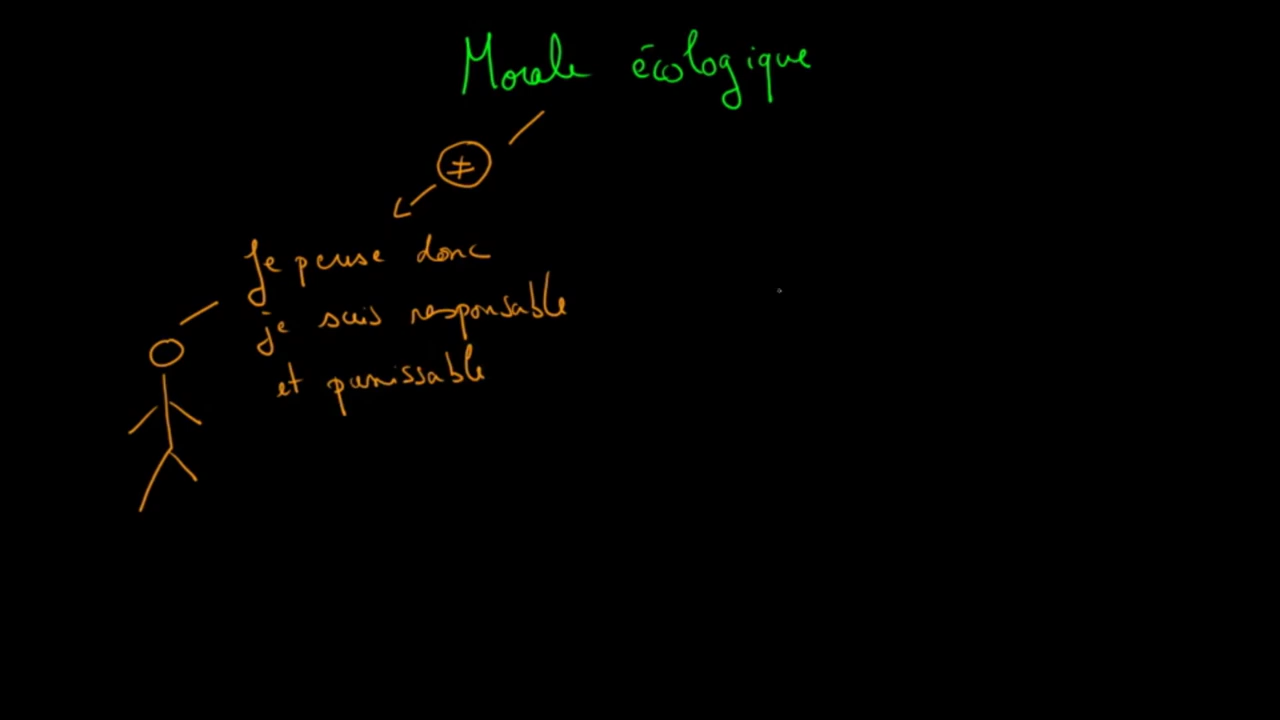 Morale écologique
≠
Je pense donc
je suis responsable
et punissable